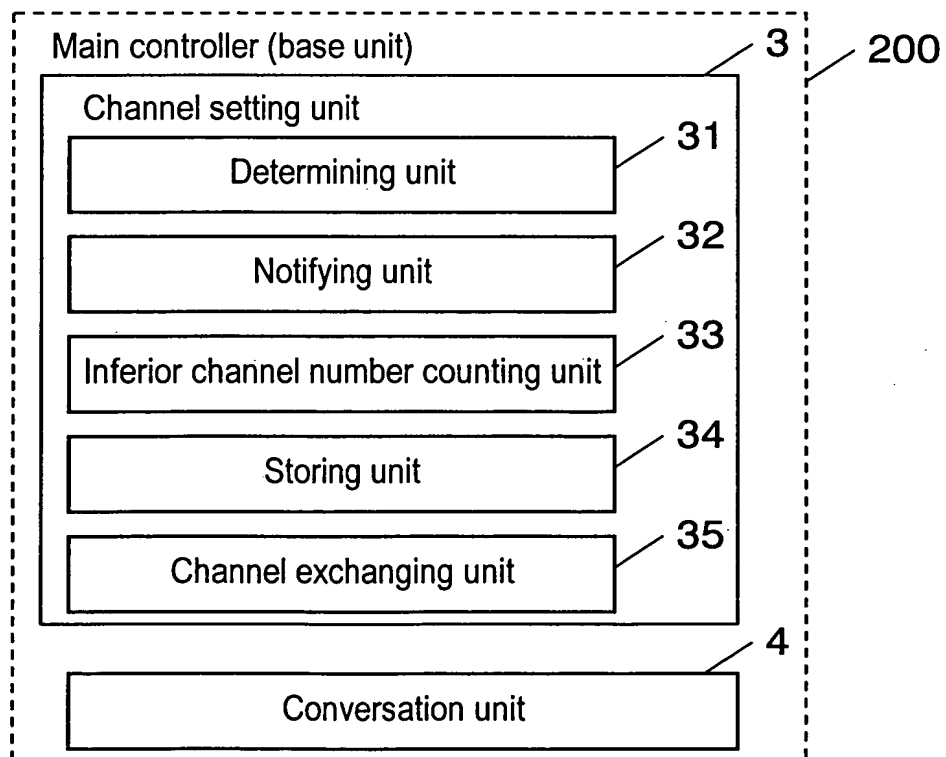 Main controller (base unit)
3
200
Channel setting unit
31
Determining unit
32
Notifying unit
33
Inferior channel number counting unit
34
Storing unit
35
Channel exchanging unit
4
Conversation unit